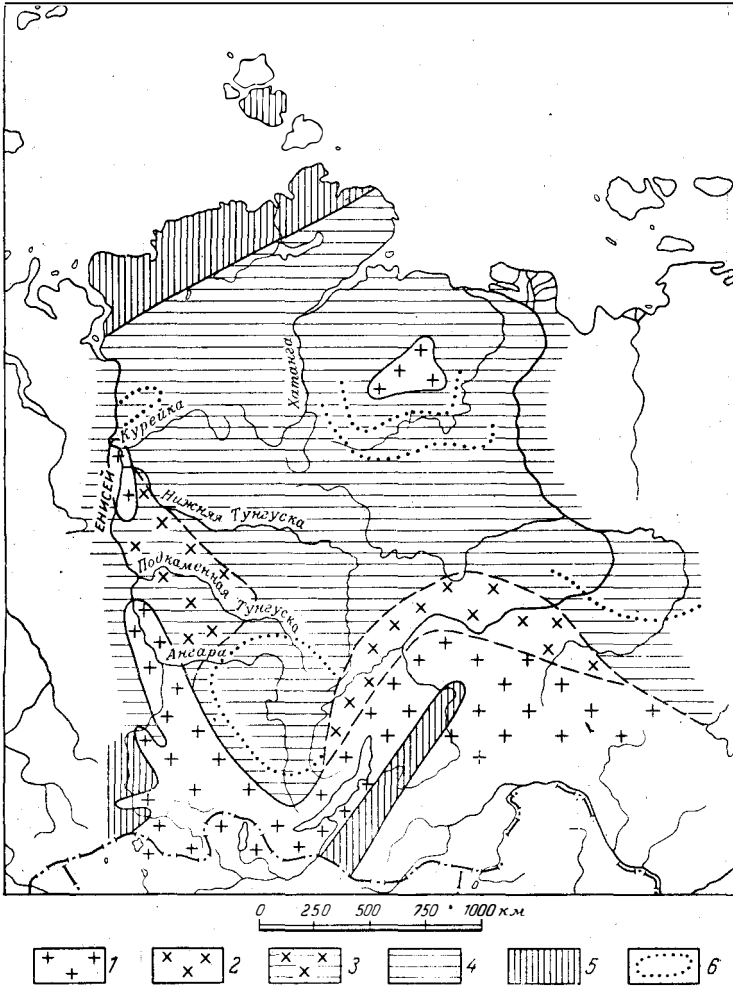 Хатанга
Курейка
ЕНИСЕЙ
Нижняя Тунгуска
Подкаменная Тунгуска
Ангара
0 250 500 750 1000 км
1 2 3 4 5 6